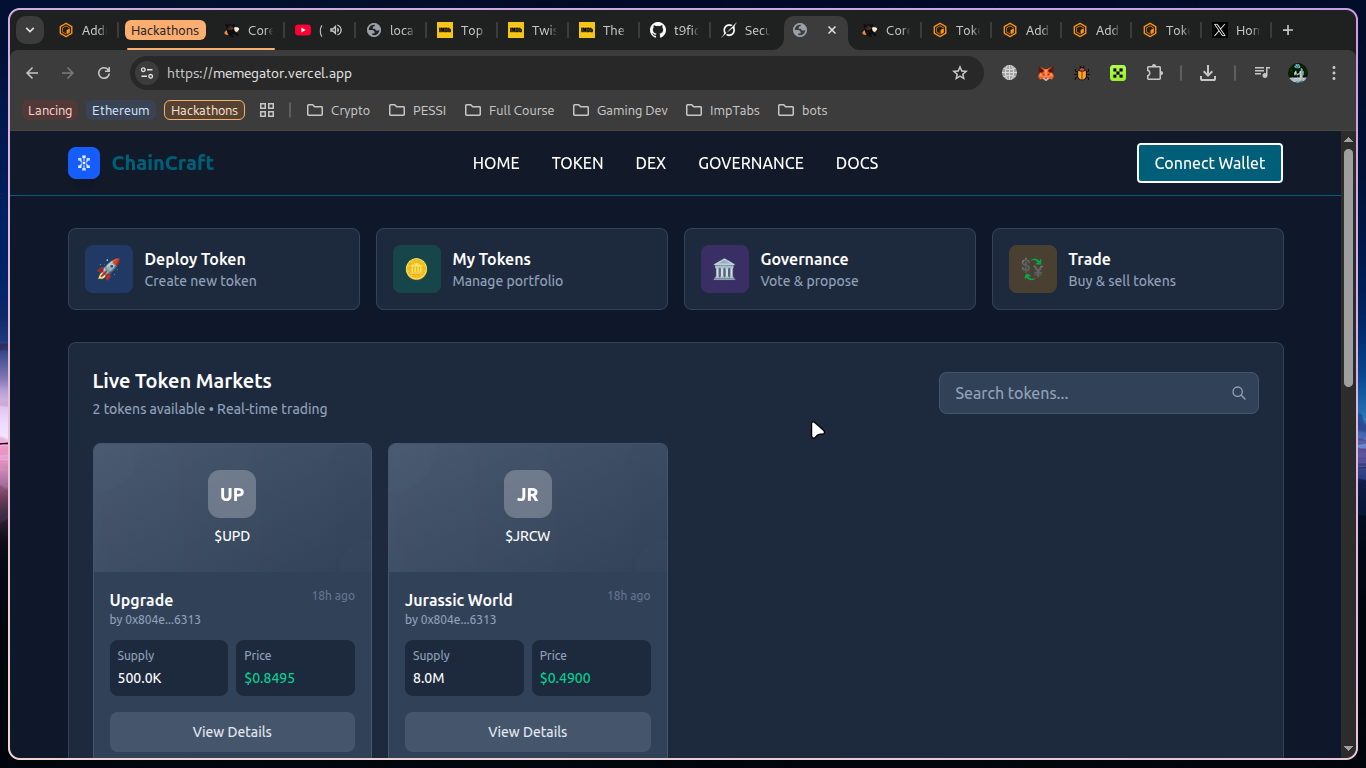 Add
Hackathons
Core
(
loca
Top
Twis
The
t9fic
Secu
Core
Tok
Add
Add
Tok
X
Hon
https://memegator.vercel.app
Lancing
Ethereum
Hackathons
Crypto
PESSI
Full Course
Gaming Dev
ImpTabs
bots
ChainCraft
HOME
TOKEN
DEX
GOVERNANCE
DOCS
Connect Wallet
Deploy Token
Create new token
My Tokens
Manage portfolio
Governance
Vote & propose
Trade
Buy & sell tokens
Live Token Markets
2 tokens available • Real-time trading
Search tokens...
UP
$UPD
Upgrade
18h ago
by 0x804e...6313
Supply
500.0K
Price
$0.8495
View Details
JR
$JRCW
Jurassic World
18h ago
by 0x804e...6313
Supply
8.0M
Price
$0.4900
View Details